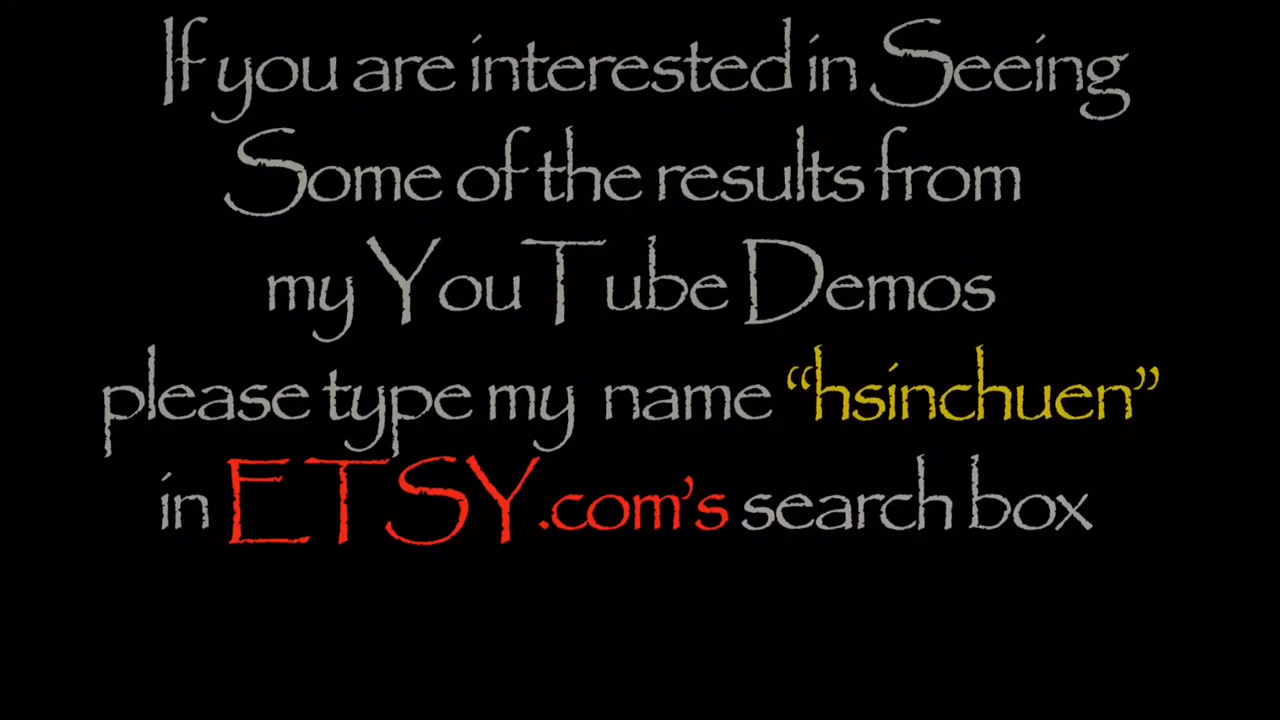 If you are interested in Seeing
Some of the results from
my YouTube Demos
please type my name “hsinchuen”
in ETSY.com’s search box